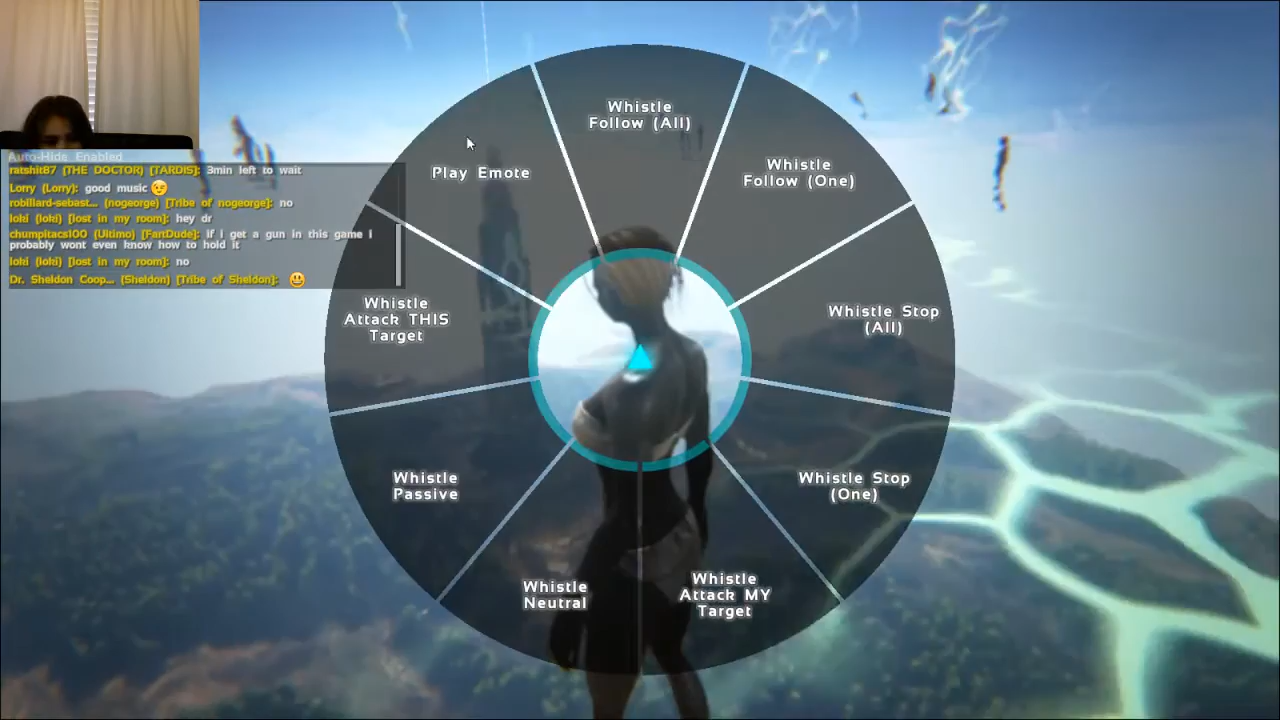 Auto-Hide Enabled
ratshit87 (THE DOCTOR) [TARDIS]: 3min left to wait
Lorry (Lorry): good music 😉
robillard-sebast... (nogeorge) [Tribe of nogeorge]: no
loki (loki) [lost in my room]: hey dr
chumpitacs100 (Ultimo) [FartDude]: If i get a gun in this game i
probably wont even know how to hold it
loki (loki) [lost in my room]: no
Dr. Sheldon Coop... (Sheldon) [Tribe of Sheldon]: 😃
Whistle
Follow (All)
Play Emote
Whistle
Follow (One)
Whistle
Attack THIS
Target
Whistle Stop
(All)
Whistle
Passive
Whistle Stop
(One)
Whistle
Neutral
Whistle
Attack MY
Target